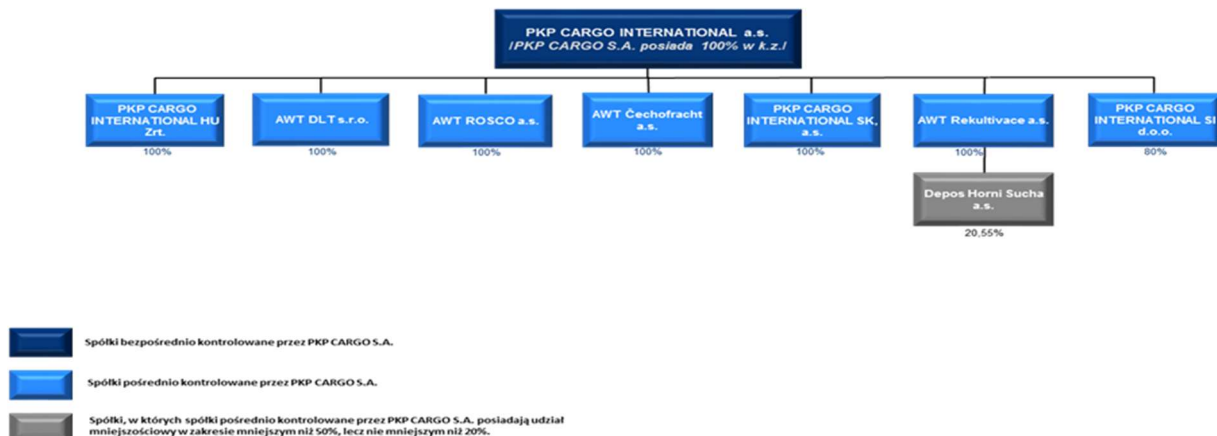 PKP CARGO INTERNATIONAL a.s.
/PKP CARGO S.A. posiada 100% w k.z./
PKP CARGO
INTERNATIONAL HU
Zrt.
100%
AWT DLT s.r.o.
100%
AWT ROSCO a.s.
100%
AWT Čechofracht
a.s.
100%
PKP CARGO
INTERNATIONAL SK,
a.s.
100%
AWT Rekultivace a.s.
100%
PKP CARGO
INTERNATIONAL SI
d.o.o.
80%
Depos Horni Sucha
a.s.
20,55%
Spółki bezpośrednio kontrolowane przez PKP CARGO S.A.
Spółki pośrednio kontrolowane przez PKP CARGO S.A.
Spółki, w których spółki pośrednio kontrolowane przez PKP CARGO S.A. posiadają udział
mniejszościowy w zakresie mniejszym niż 50%, lecz nie mniejszym niż 20%.